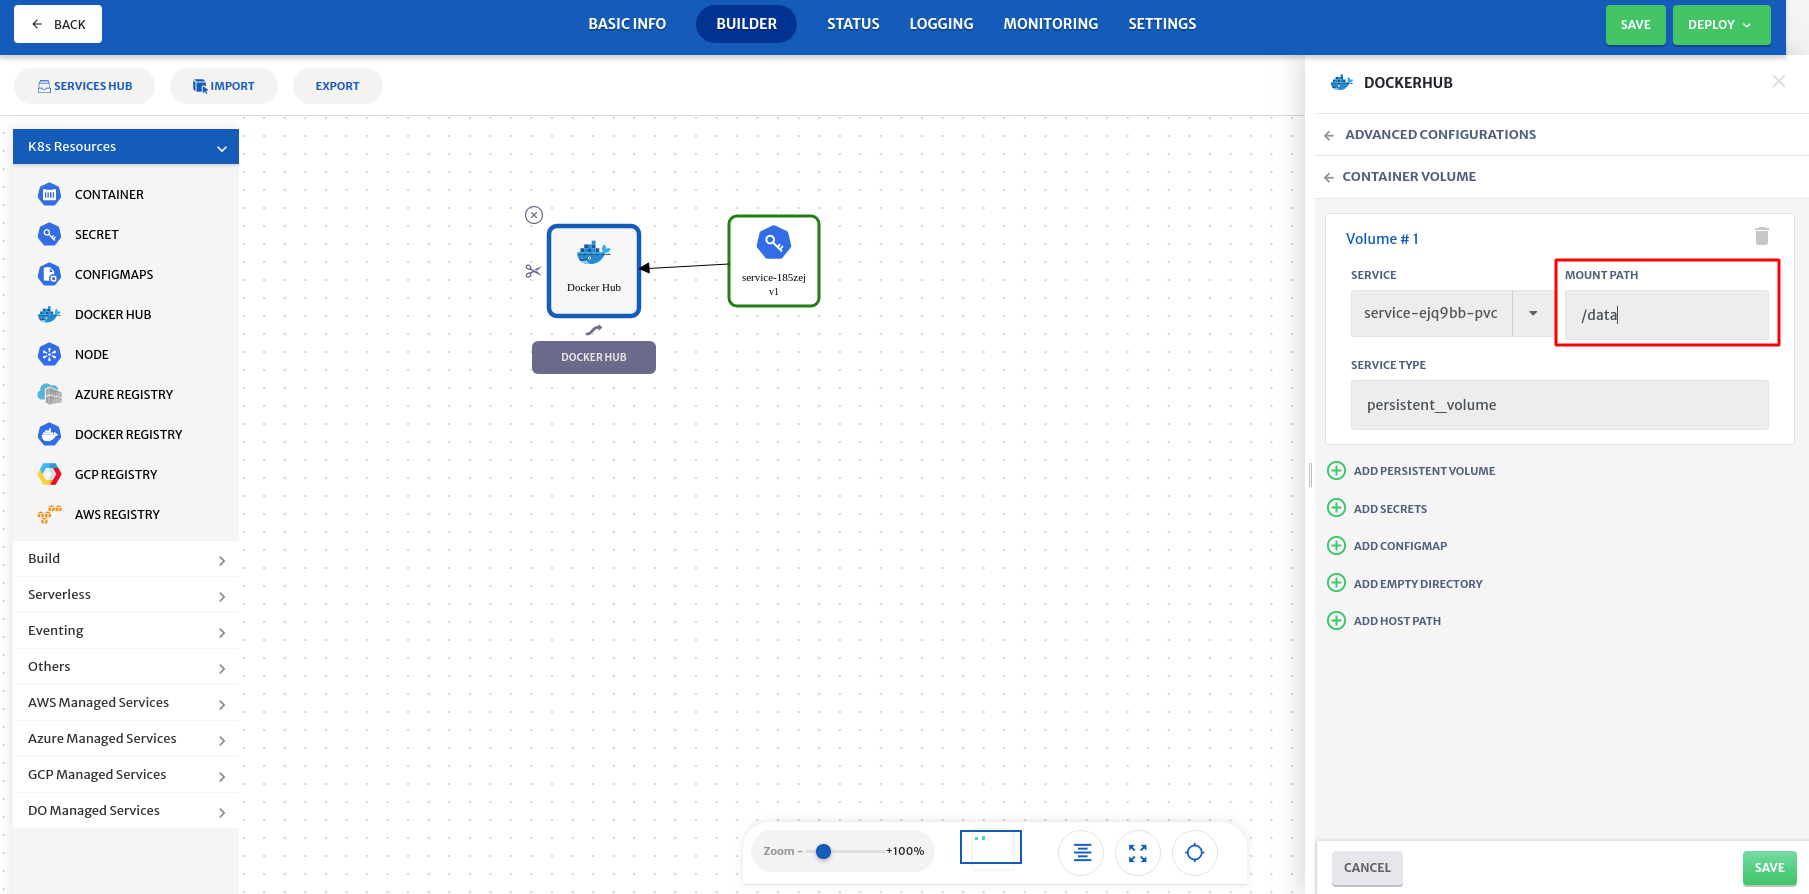 BACK
BASIC INFO
BUILDER
STATUS
LOGGING
MONITORING
SETTINGS
SAVE
DEPLOY
SERVICES HUB
IMPORT
EXPORT
K8s Resources
CONTAINER
SECRET
CONFIGMAPS
DOCKER HUB
NODE
AZURE REGISTRY
DOCKER REGISTRY
GCP REGISTRY
AWS REGISTRY
Build
Serverless
Eventing
Others
AWS Managed Services
Azure Managed Services
GCP Managed Services
DO Managed Services
Docker Hub
DOCKER HUB
service-185zej
v1
Zoom - +100%
DOCKERHUB
ADVANCED CONFIGURATIONS
CONTAINER VOLUME
Volume # 1
SERVICE
service-ejq9bb-pvc
MOUNT PATH
/data
SERVICE TYPE
persistent_volume
ADD PERSISTENT VOLUME
ADD SECRETS
ADD CONFIGMAP
ADD EMPTY DIRECTORY
ADD HOST PATH
CANCEL
SAVE